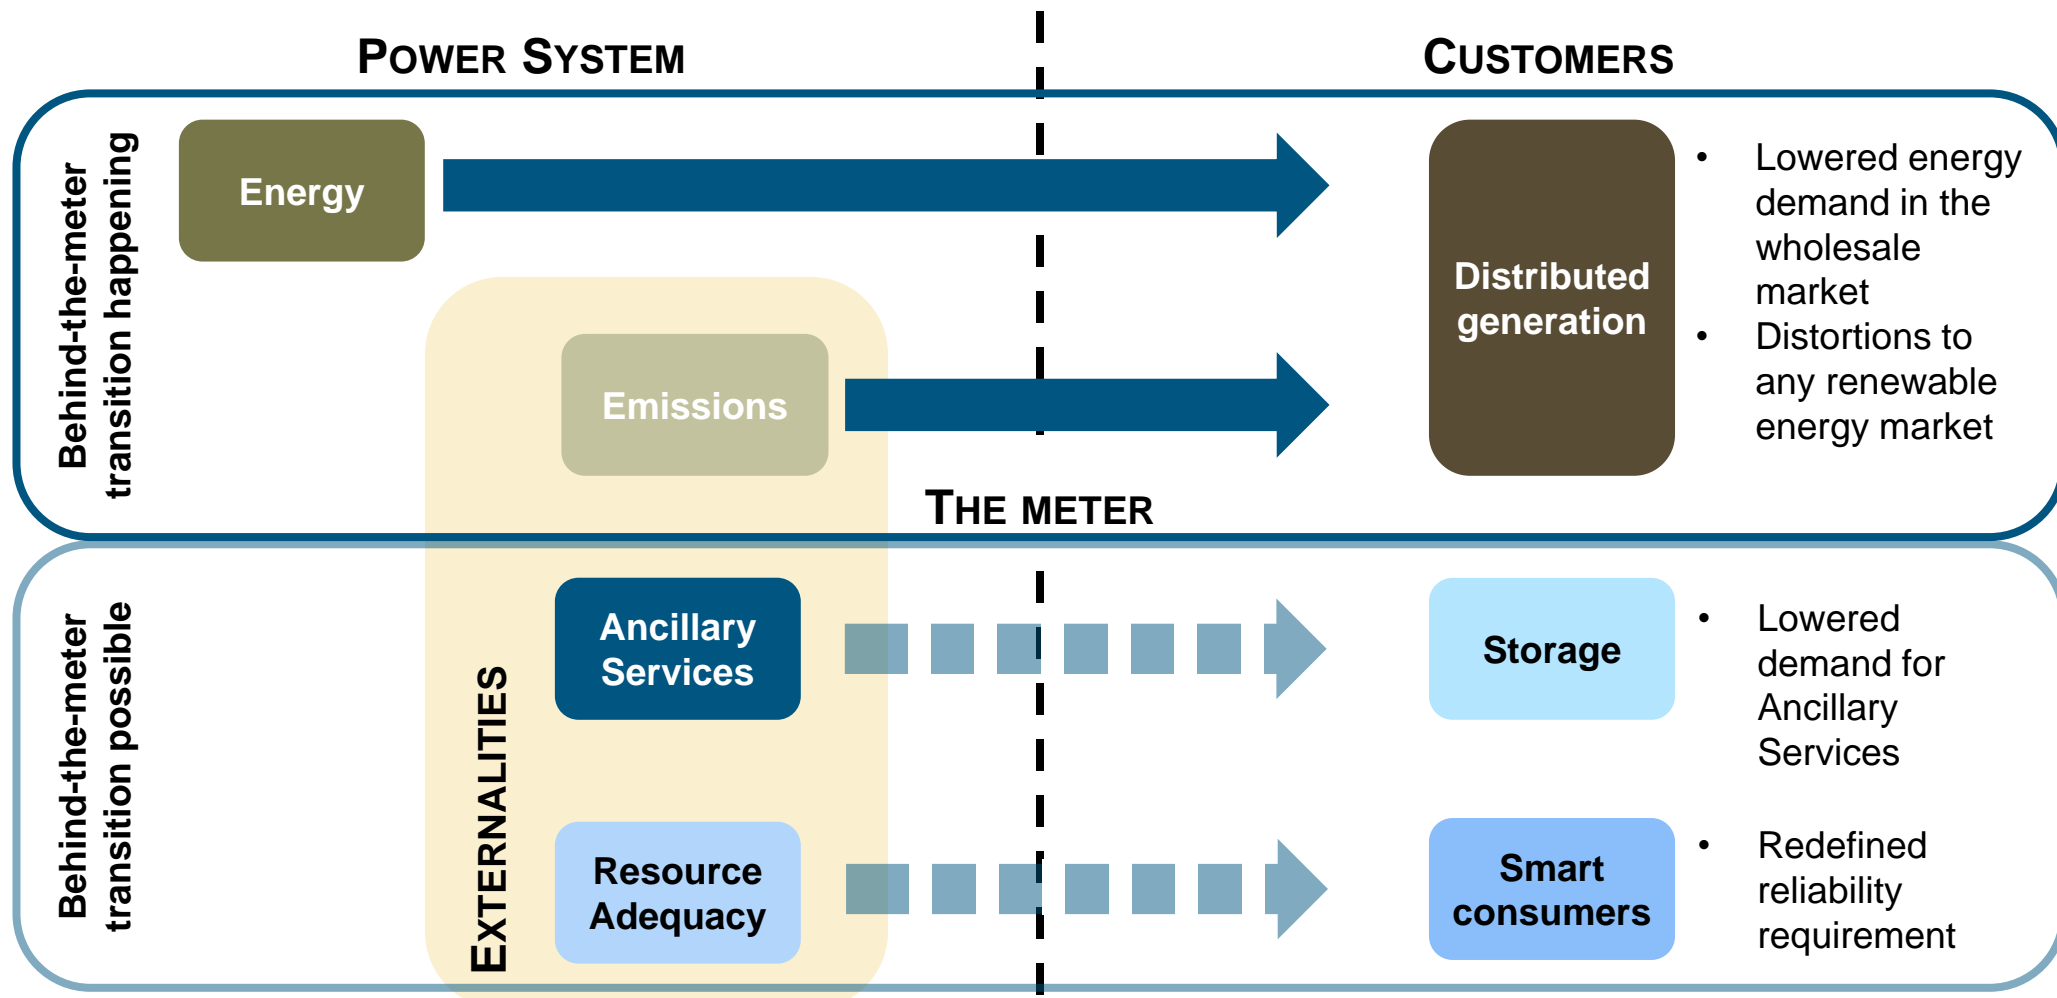 POWER SYSTEM
CUSTOMERS
Behind-the-meter
transition happening
Energy
Emissions
Distributed
generation
• Lowered energy
demand in the
wholesale
market
• Distortions to
any renewable
energy market
THE METER
Behind-the-meter
transition possible
EXTERNALITIES
Ancillary
Services
Storage
• Lowered
demand for
Ancillary
Services
Resource
Adequacy
Smart
consumers
• Redefined
reliability
requirement